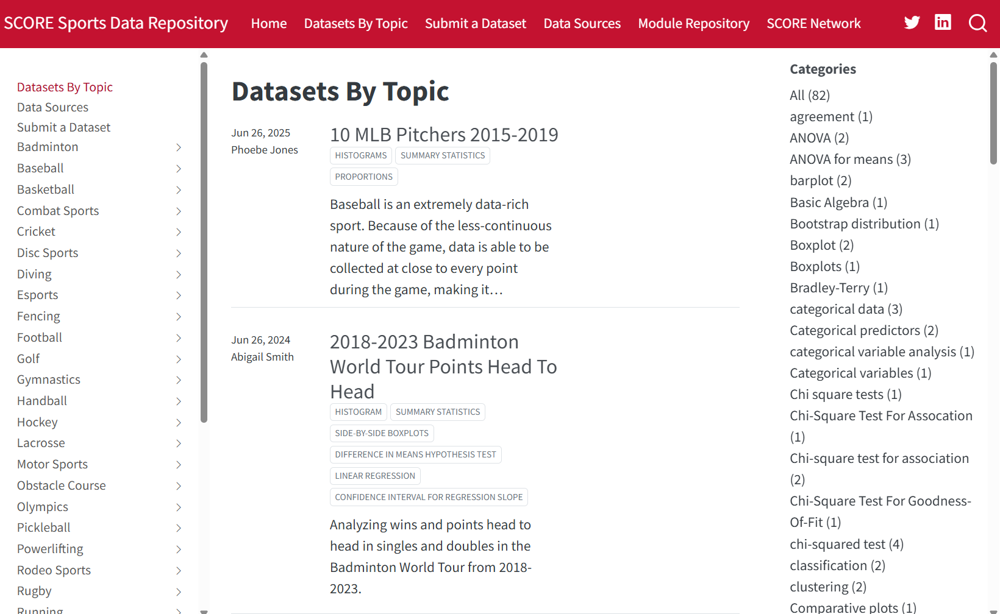 SCORE Sports Data Repository Home Datasets By Topic Submit a Dataset Data Sources Module Repository SCORE Network
Datasets By Topic
Data Sources
Submit a Dataset
Badminton
Baseball
Basketball
Combat Sports
Cricket
Disc Sports
Diving
Esports
Fencing
Football
Golf
Gymnastics
Handball
Hockey
Lacrosse
Motor Sports
Obstacle Course
Olympics
Pickleball
Powerlifting
Rodeo Sports
Rugby
Running
Datasets By Topic
Jun 26, 2025
Phoebe Jones
10 MLB Pitchers 2015-2019
HISTOGRAMS SUMMARY STATISTICS
PROPORTIONS
Baseball is an extremely data-rich
sport. Because of the less-continuous
nature of the game, data is able to be
collected at close to every point
during the game, making it…
Jun 26, 2024
Abigail Smith
2018-2023 Badminton
World Tour Points Head To
Head
HISTOGRAM SUMMARY STATISTICS
SIDE-BY-SIDE BOXPLOTS
DIFFERENCE IN MEANS HYPOTHESIS TEST
LINEAR REGRESSION
CONFIDENCE INTERVAL FOR REGRESSION SLOPE
Analyzing wins and points head to
head in singles and doubles in the
Badminton World Tour from 2018-
2023.
Categories
All (82)
agreement (1)
ANOVA (2)
ANOVA for means (3)
barplot (2)
Basic Algebra (1)
Bootstrap distribution (1)
Boxplot (2)
Boxplots (1)
Bradley-Terry (1)
categorical data (3)
Categorical predictors (2)
categorical variable analysis (1)
Categorical variables (1)
Chi square tests (1)
Chi-Square Test For Assocation
(1)
Chi-square test for association
(2)
Chi-Square Test For Goodness-
Of-Fit (1)
chi-squared test (4)
classification (2)
clustering (2)
Comparative plots (1)